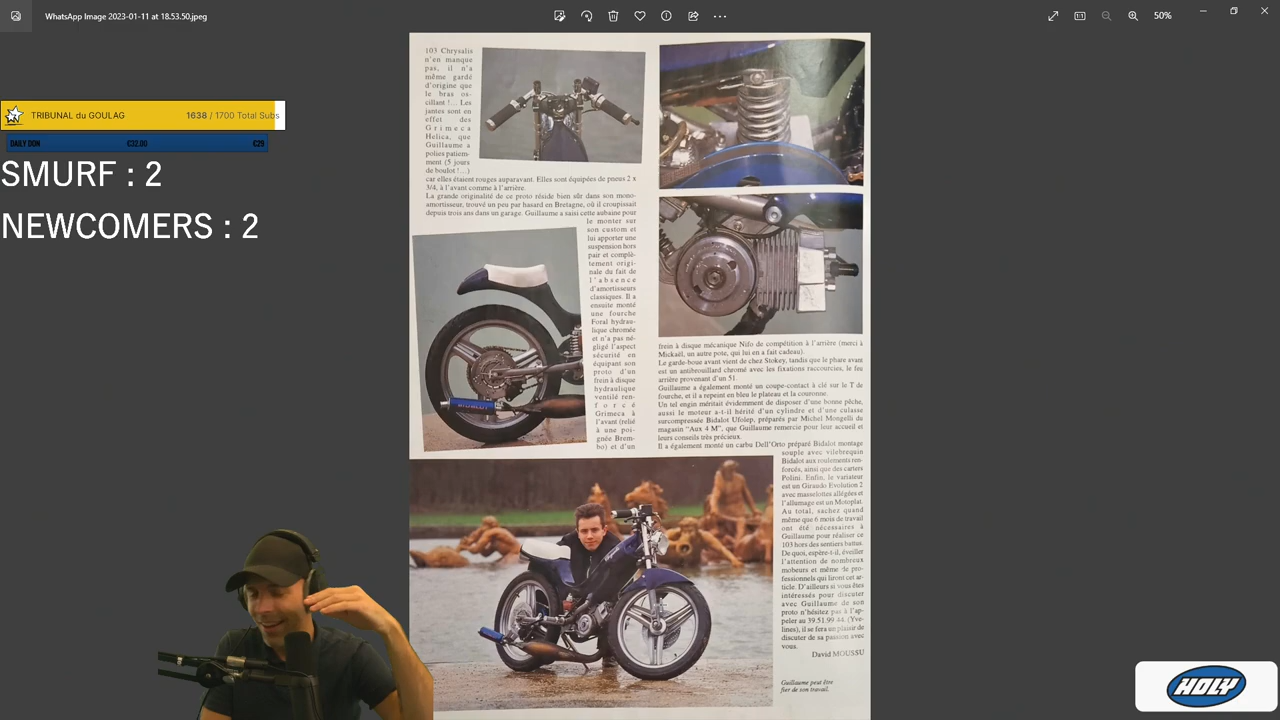 WhatsApp Image 2023-01-11 at 18.53.50.jpeg
50%
TRIBUNAL du GOULAG
1638 / 1700 Total Subs
DAILY DON
€32.00
€29
SMURF : 2
NEWCOMERS : 2
103 Chrysalis
n'en manque
pas, il n'a
même gardé
d'origine que
le bras os-
cillant !... Les
jantes sont en
effet des
Grimeca
Helica, que
Guillaume a
polies patiem-
ment (5 jours
de boulot !...)
car elles étaient rouges auparavant. Elles sont équipées de pneus 2 x
3/4, à l'avant comme à l'arrière.
La grande originalité de ce proto réside bien sûr dans son mono-
amortisseur, trouvé un peu par hasard en Bretagne, où il croupissait
depuis trois ans dans un garage. Guillaume a saisi cette aubaine pour
le monter sur
son custom et
lui apporter une
suspension hors
pair et complè-
tement origi-
nale du fait de
l'absence
d'amortisseurs
classiques. Il a
ensuite monté
une fourche
Foral hydrau-
lique chromée
et n'a pas né-
gligé l'aspect
sécurité en
équipant son
proto d'un
frein à disque
hydraulique
ventilé ren-
forcé
Grimeca à
l'avant (relié
à une poi-
gnée Brem-
bo) et d'un
frein à disque mécanique Nifo de compétition à l'arrière (merci à
Mickaël, un autre pote, qui lui en a fait cadeau).
Le garde-boue avant vient de chez Stokey, tandis que le phare avant
est un antibrouillard chromé avec les fixations raccourcies, le feu
arrière provenant d'un 51.
Guillaume a également monté un coupe-contact à clé sur le T de
fourche, et il a repeint en bleu le plateau et la couronne.
Un tel engin méritait évidemment de disposer d'une bonne pêche,
aussi le moteur a-t-il hérité d'un cylindre et d'une culasse
surcompressée Bidalot Ufolep, préparés par Michel Mongelli du
magasin "Aux 4 M", que Guillaume remercie pour leur accueil et
leurs conseils très précieux.
Il a également monté un carbu Dell'Orto préparé Bidalot montage
souple avec vilebrequin
Bidalot aux roulements ren-
forcés, ainsi que des carters
Polini. Enfin, le variateur
est un Giraudo Evolution 2
avec masselottes allégées et
l'allumage est un Motoplat.
Au total, sachez quand
même que 6 mois de travail
ont été nécessaires à
Guillaume pour réaliser ce
103 hors des sentiers battus.
De quoi, espère-t-il, éveiller
l'attention de nombreux
mobeurs et même de pro-
fessionnels qui liront cet ar-
ticle. D'ailleurs si vous êtes
intéressés pour discuter
avec Guillaume de son
proto n'hésitez pas à l'ap-
peler au 39.51.99 44 (Yve-
lines), il se fera un plaisir de
discuter de sa passion avec
vous.
David MOUSSU
Guillaume peut être
fier de son travail.
BIDALOT
HOLY